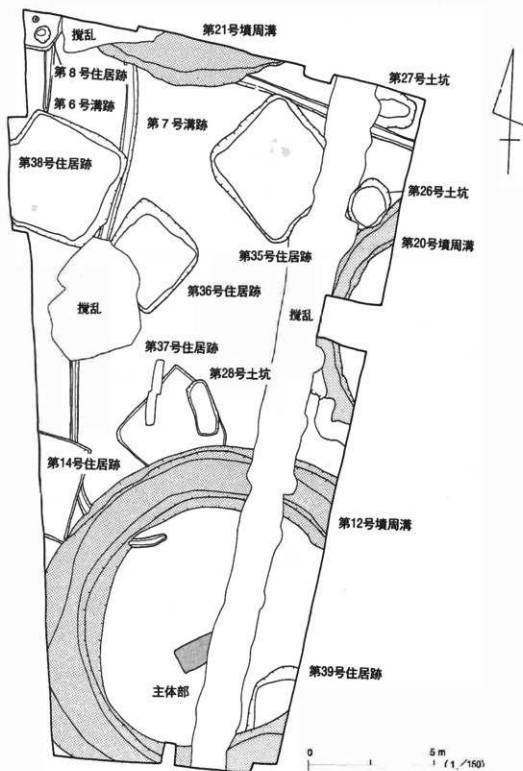 第21号墳周溝
攪乱
第8号住居跡
第27号土坑
第6号溝跡
第7号溝跡
第38号住居跡
第26号土坑
第20号墳周溝
第35号住居跡
第36号住居跡
攪乱
攪乱
第37号住居跡
第28号土坑
第14号住居跡
第12号墳周溝
第39号住居跡
主体部
0 5m
(1/150)